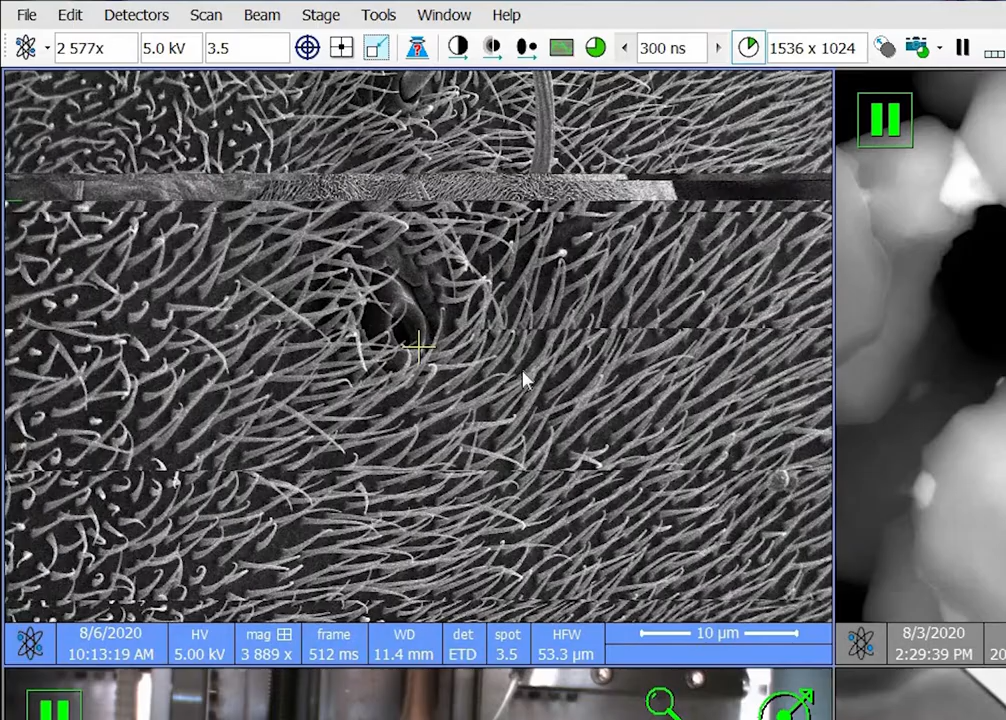 File Edit Detectors Scan Beam Stage Tools Window Help
2 577x 5.0 kV 3.5 300 ns 1536 x 1024
8/6/2020 HV mag frame WD det spot HFW 10 µm
10:13:19 AM 5.00 kV 3 889 x 512 ms 11.4 mm ETD 3.5 53.3 µm
8/3/2020
2:29:39 PM 20